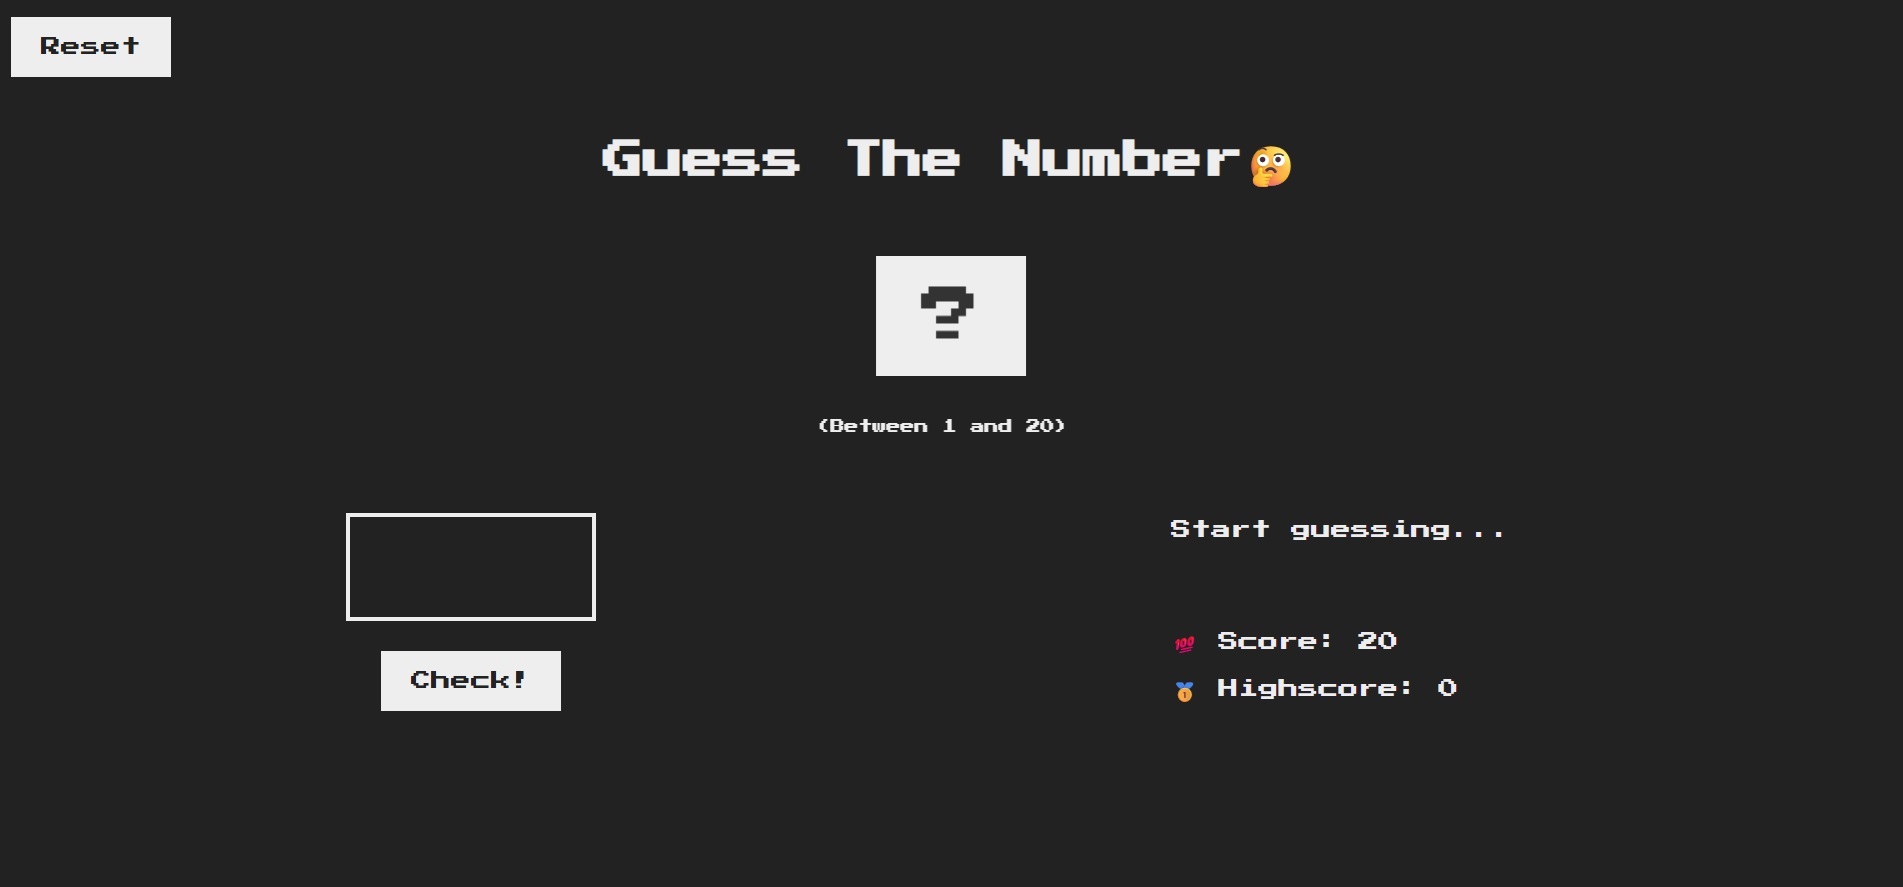 Reset
Guess The Number🤔
?
(Between 1 and 20)
Start guessing...
Check!
💯 Score: 20
🥇 Highscore: 0